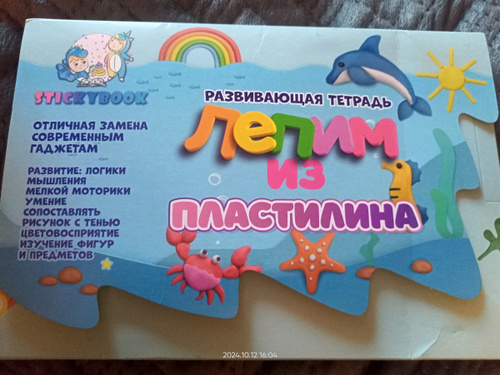 STICKYBOOK
ОТЛИЧНАЯ ЗАМЕНА
СОВРЕМЕННЫМ
ГАДЖЕТАМ
РАЗВИТИЕ: ЛОГИКИ
МЫШЛЕНИЯ
МЕЛКОЙ МОТОРИКИ
УМЕНИЕ
СОПОСТАВЛЯТЬ
РИСУНОК С ТЕНЬЮ
ЦВЕТОВОСПРИЯТИЕ
ИЗУЧЕНИЕ ФИГУР
И ПРЕДМЕТОВ
РАЗВИВАЮЩАЯ ТЕТРАДЬ
Лепим
ИЗ
ПЛАСТИЛИНА
2024.10.12 16:04